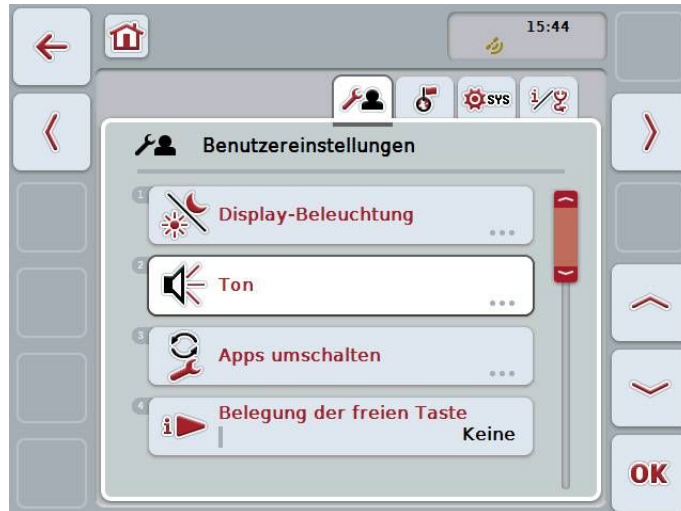 15:44
SYS
i/
Benutzereinstellungen
1
Display-Beleuchtung
...
2
Ton
...
3
Apps umschalten
...
4
Belegung der freien Taste
i
Keine
OK